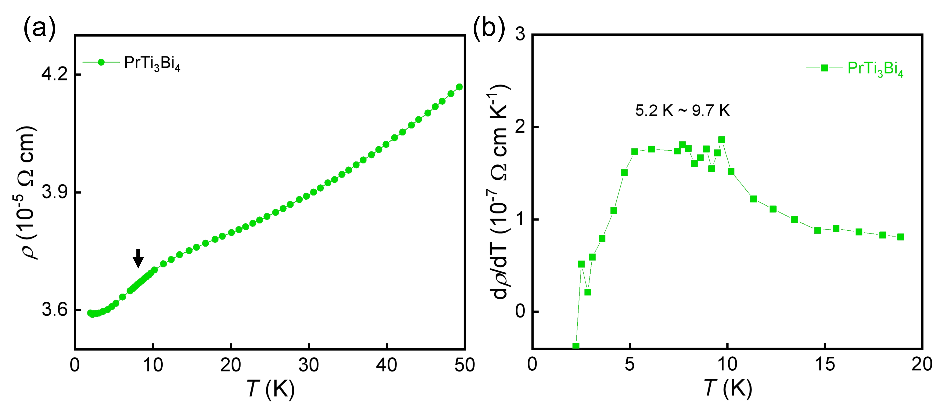 (a)
PrTi₃Bi₄
4.2
3.9
3.6
ρ (10⁻⁵ Ω cm)
0 10 20 30 40 50
T (K)
(b)
PrTi₃Bi₄
5.2 K ~ 9.7 K
3
2
1
0
dρ/dT (10⁻⁷ Ω cm K⁻¹)
0 5 10 15 20
T (K)